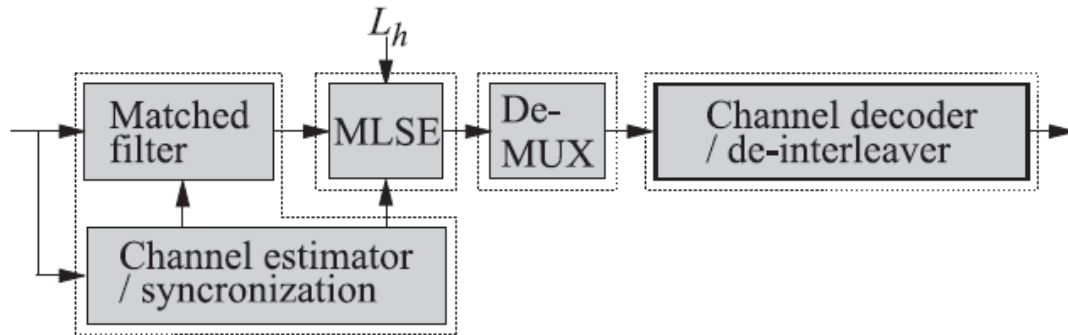 L_h
Matched
filter
MLSE
De-
MUX
Channel decoder
/ de-interleaver
Channel estimator
/ syncronization